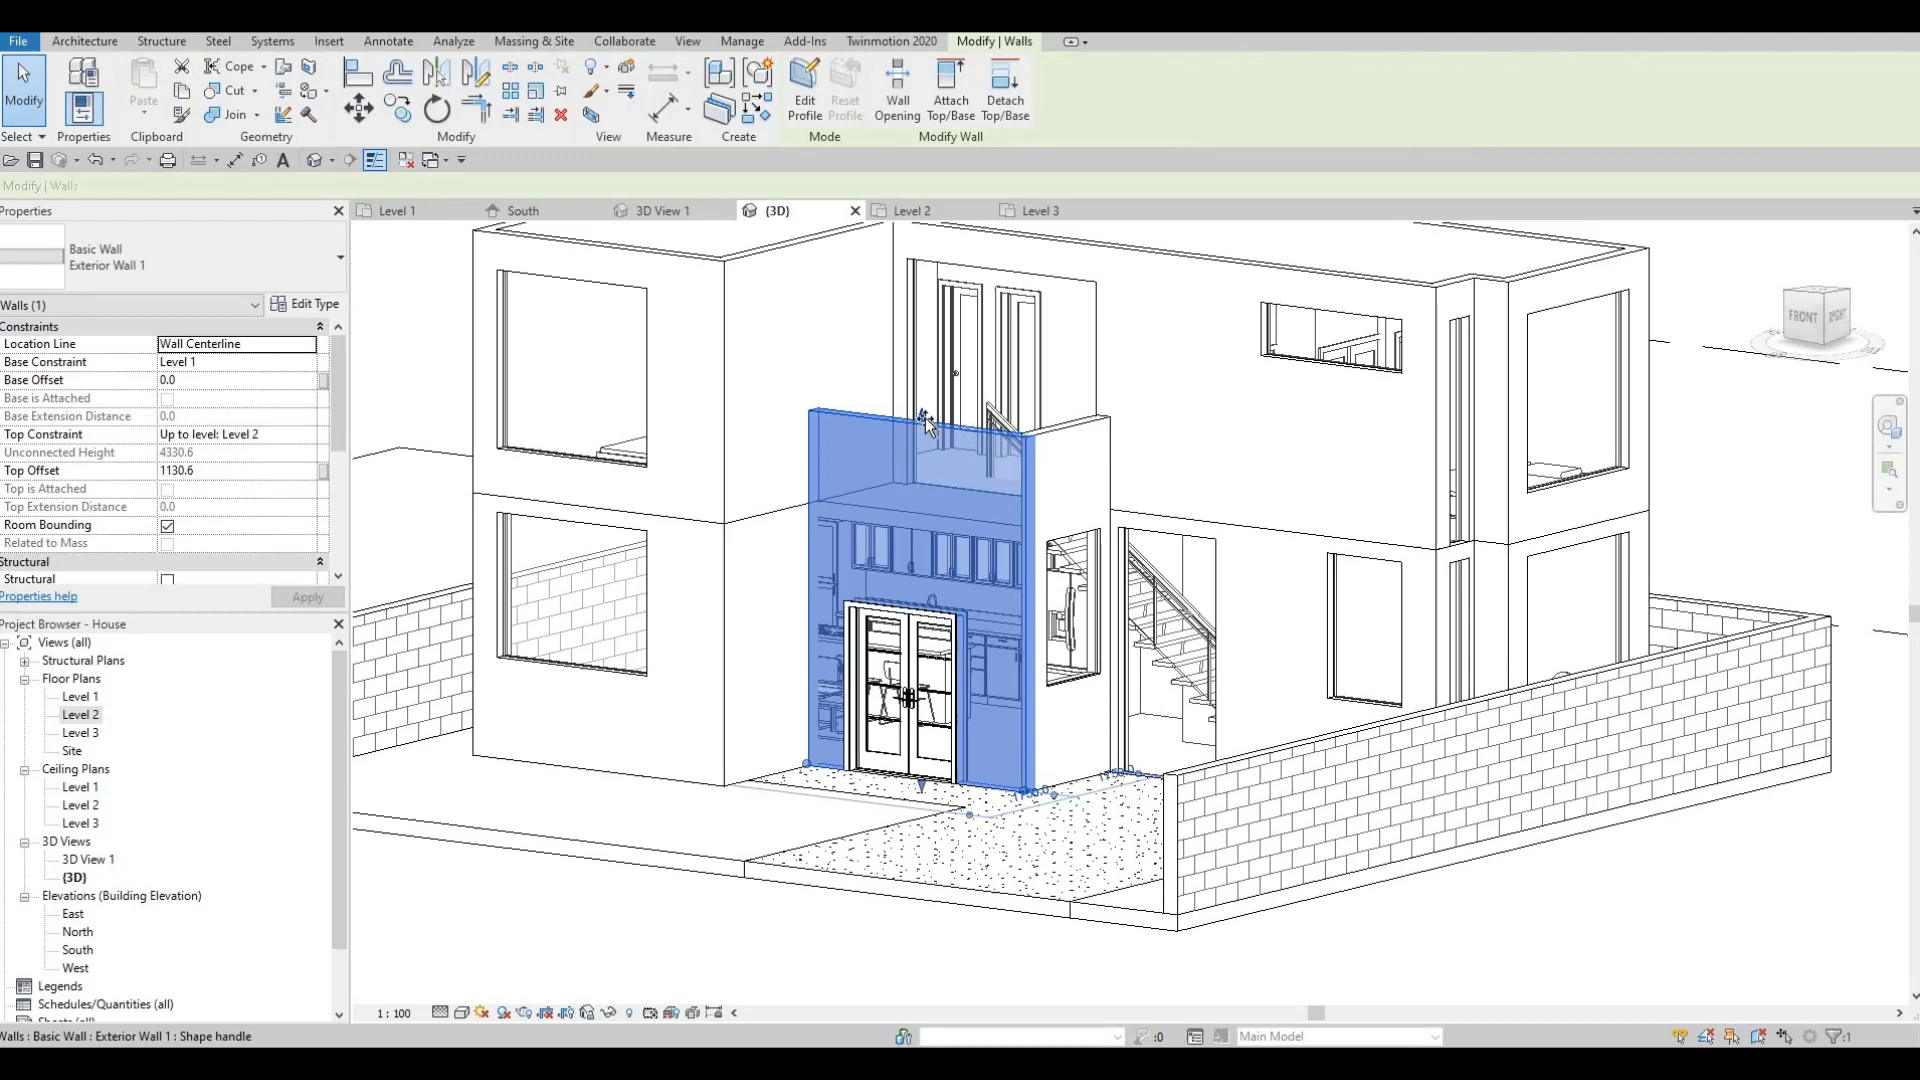 File Architecture Structure Steel Systems Insert Annotate Analyze Massing & Site Collaborate View Manage Add-Ins Twinmotion 2020 Modify | Walls
Cope
Cut
Join
Modify
Paste
Edit Profile
Reset Profile
Wall Opening
Attach Top/Base
Detach Top/Base
Select Properties Clipboard Geometry Modify View Measure Create Mode Modify Wall
A
Modify | Walls
Properties
Level 1 South 3D View 1 {3D} Level 2 Level 3
Basic Wall
Exterior Wall 1
Walls (1) Edit Type
Constraints
Location Line Wall Centerline
Base Constraint Level 1
Base Offset 0.0
Base is Attached
Base Extension Distance 0.0
Top Constraint Up to level: Level 2
Unconnected Height 4330.6
Top Offset 1130.6
Top is Attached
Top Extension Distance 0.0
Room Bounding
Related to Mass
Structural
Structural
Properties help Apply
FRONT RIGHT
Project Browser - House
Views (all)
Structural Plans
Floor Plans
Level 1
Level 2
Level 3
Site
Ceiling Plans
Level 1
Level 2
Level 3
3D Views
3D View 1
{3D}
Elevations (Building Elevation)
East
North
South
West
Legends
Schedules/Quantities (all)
1 : 100
Walls : Basic Wall : Exterior Wall 1 : Shape handle
:0
Main Model
:1